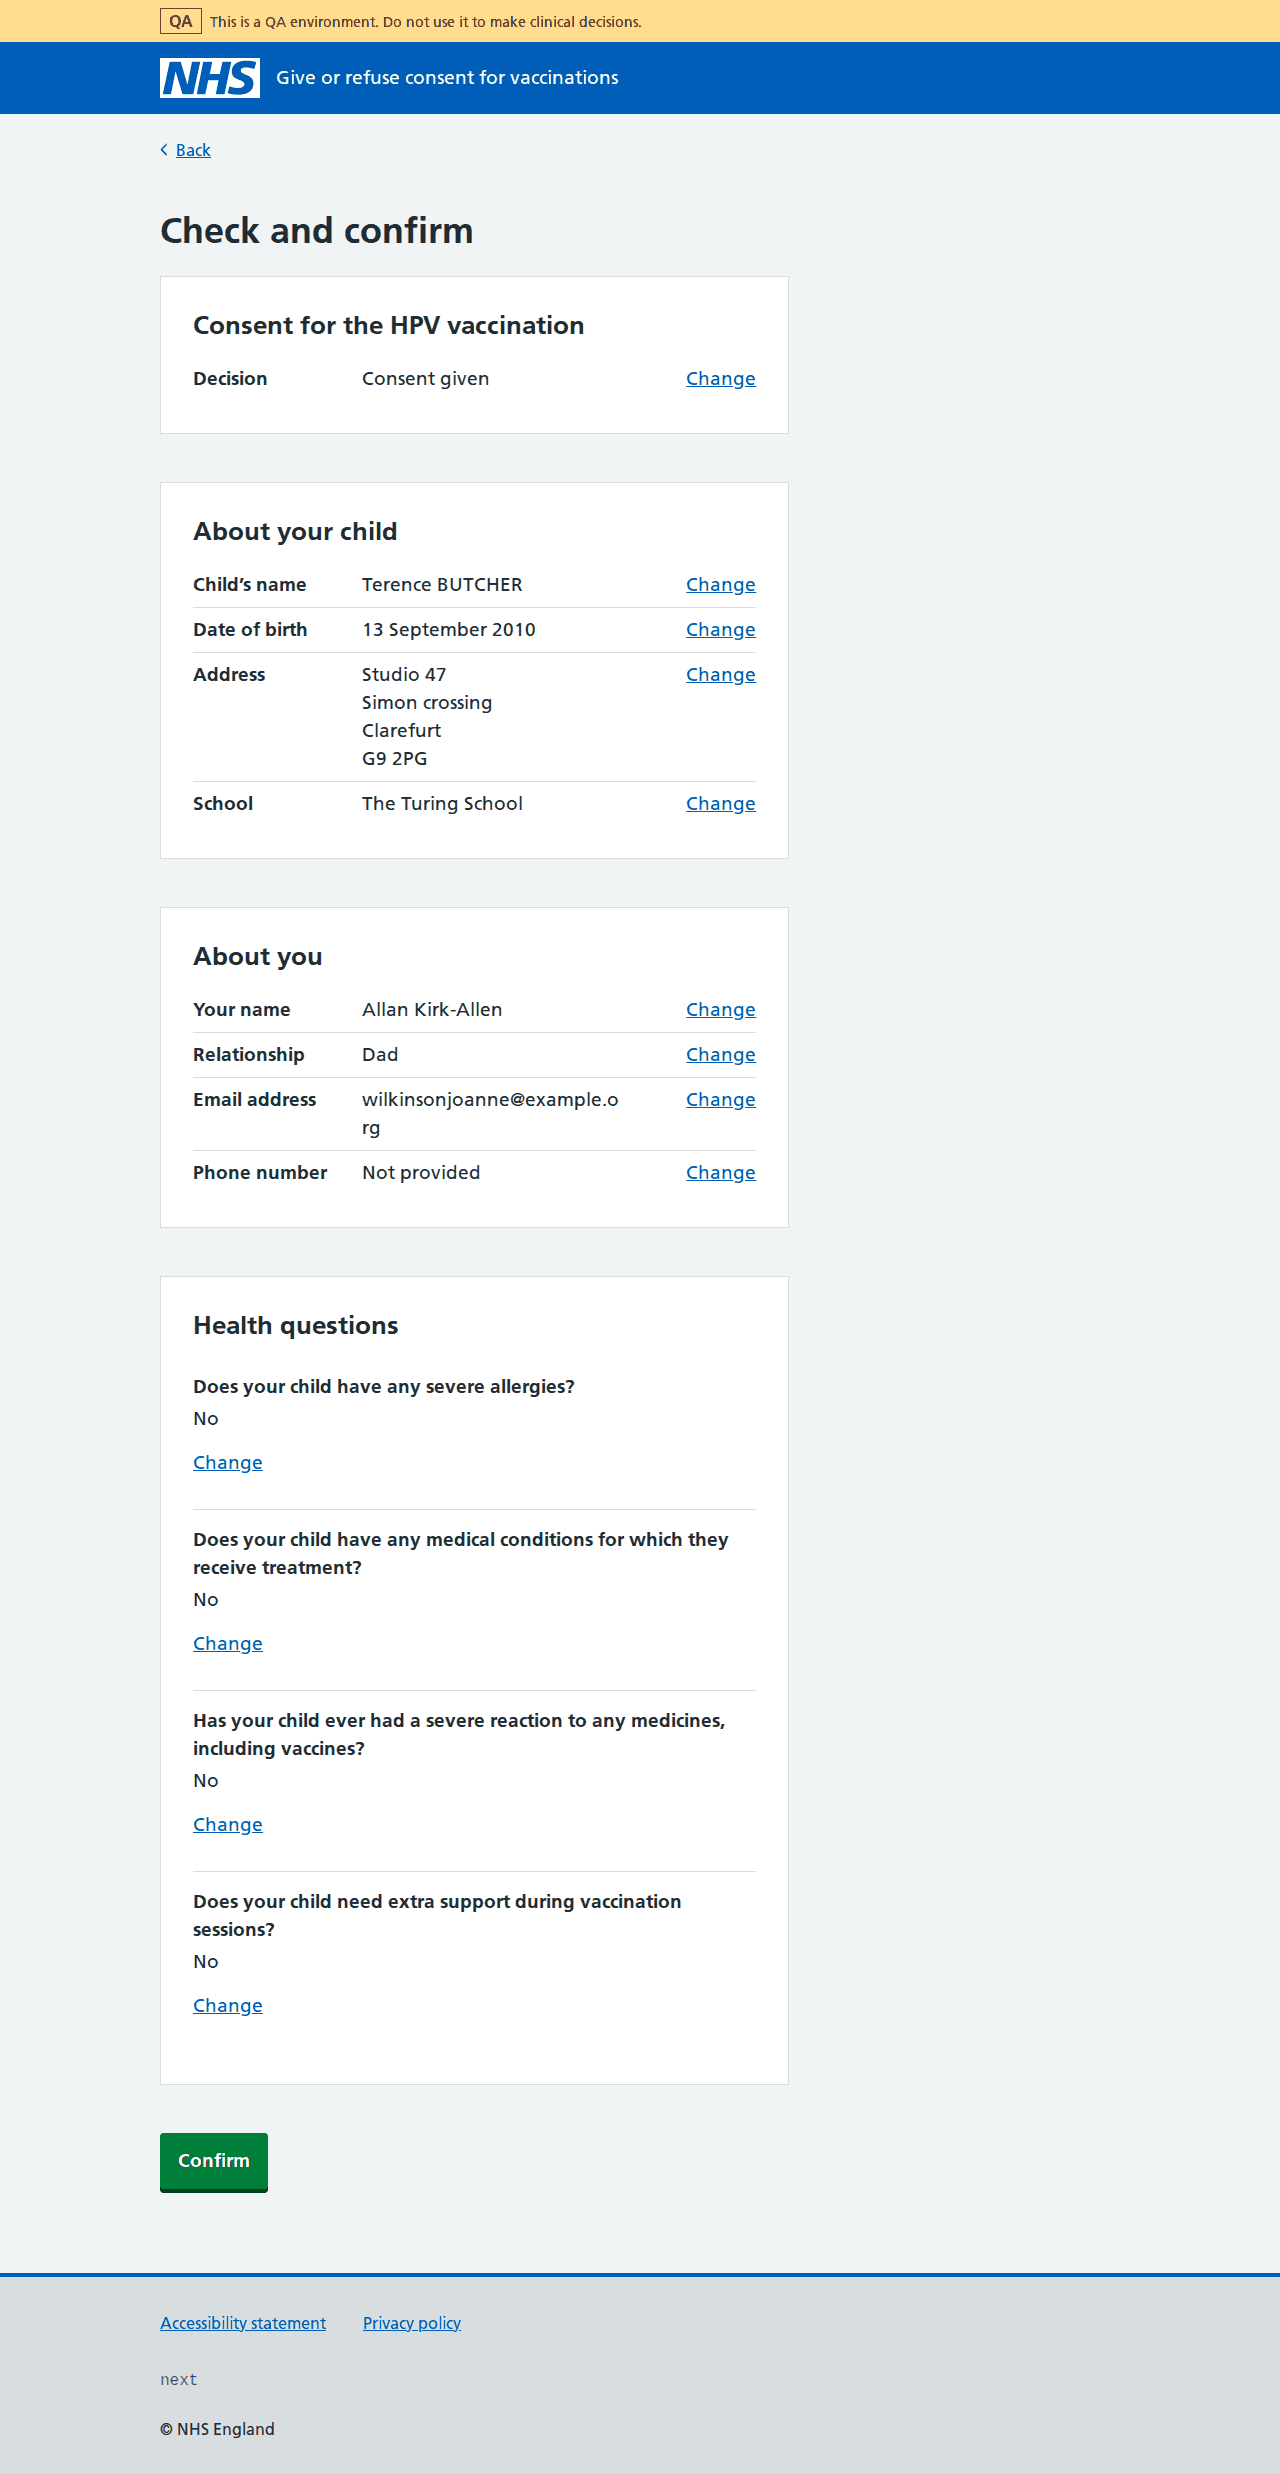 QA This is a QA environment. Do not use it to make clinical decisions.
NHS Give or refuse consent for vaccinations
Back
Check and confirm
Consent for the HPV vaccination
Decision Consent given Change
About your child
Child’s name Terence BUTCHER Change
Date of birth 13 September 2010 Change
Address Studio 47 Change
Simon crossing
Clarefurt
G9 2PG
School The Turing School Change
About you
Your name Allan Kirk-Allen Change
Relationship Dad Change
Email address wilkinsonjoanne@example.o Change
rg
Phone number Not provided Change
Health questions
Does your child have any severe allergies?
No
Change
Does your child have any medical conditions for which they
receive treatment?
No
Change
Has your child ever had a severe reaction to any medicines,
including vaccines?
No
Change
Does your child need extra support during vaccination
sessions?
No
Change
Confirm
Accessibility statement Privacy policy
next
© NHS England